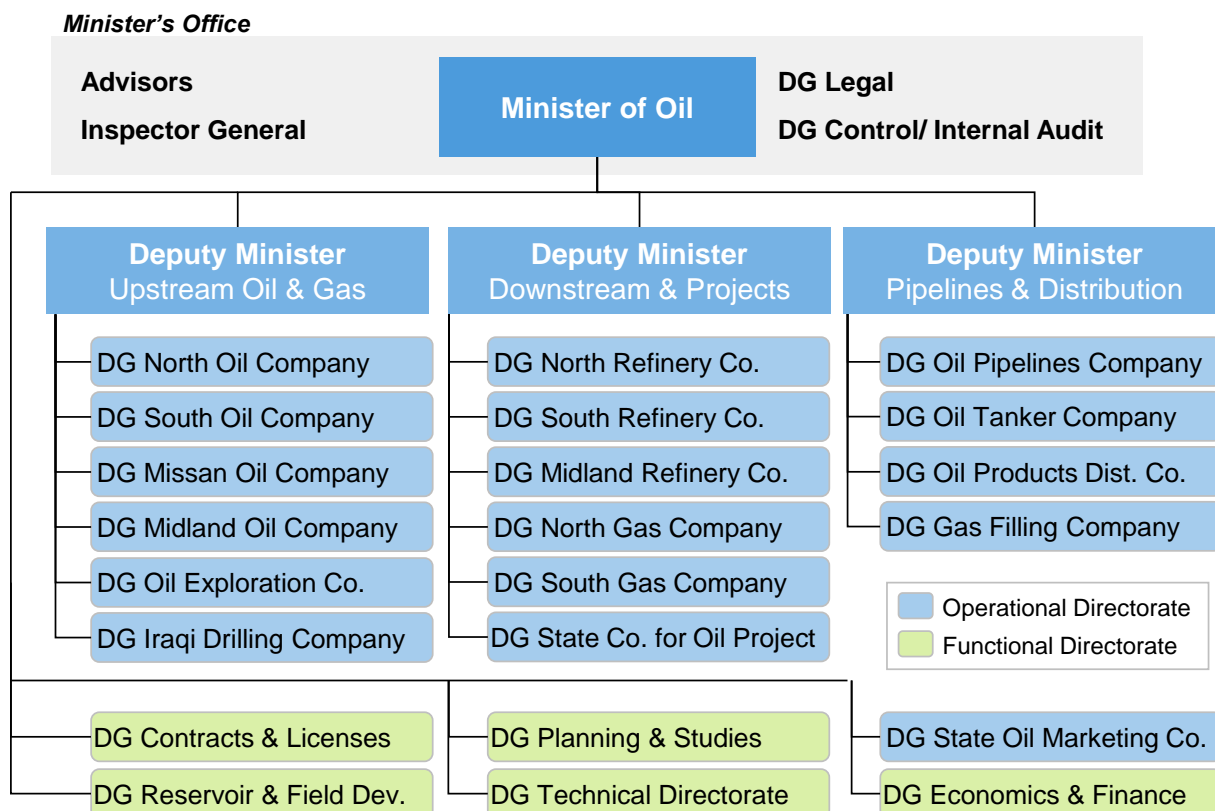 Minister’s Office
Advisors
Inspector General
Minister of Oil
DG Legal
DG Control/ Internal Audit
Deputy Minister
Upstream Oil & Gas
DG North Oil Company
DG South Oil Company
DG Missan Oil Company
DG Midland Oil Company
DG Oil Exploration Co.
DG Iraqi Drilling Company
Deputy Minister
Downstream & Projects
DG North Refinery Co.
DG South Refinery Co.
DG Midland Refinery Co.
DG North Gas Company
DG South Gas Company
DG State Co. for Oil Project
Deputy Minister
Pipelines & Distribution
DG Oil Pipelines Company
DG Oil Tanker Company
DG Oil Products Dist. Co.
DG Gas Filling Company
Operational Directorate
Functional Directorate
DG Contracts & Licenses
DG Reservoir & Field Dev.
DG Planning & Studies
DG Technical Directorate
DG State Oil Marketing Co.
DG Economics & Finance